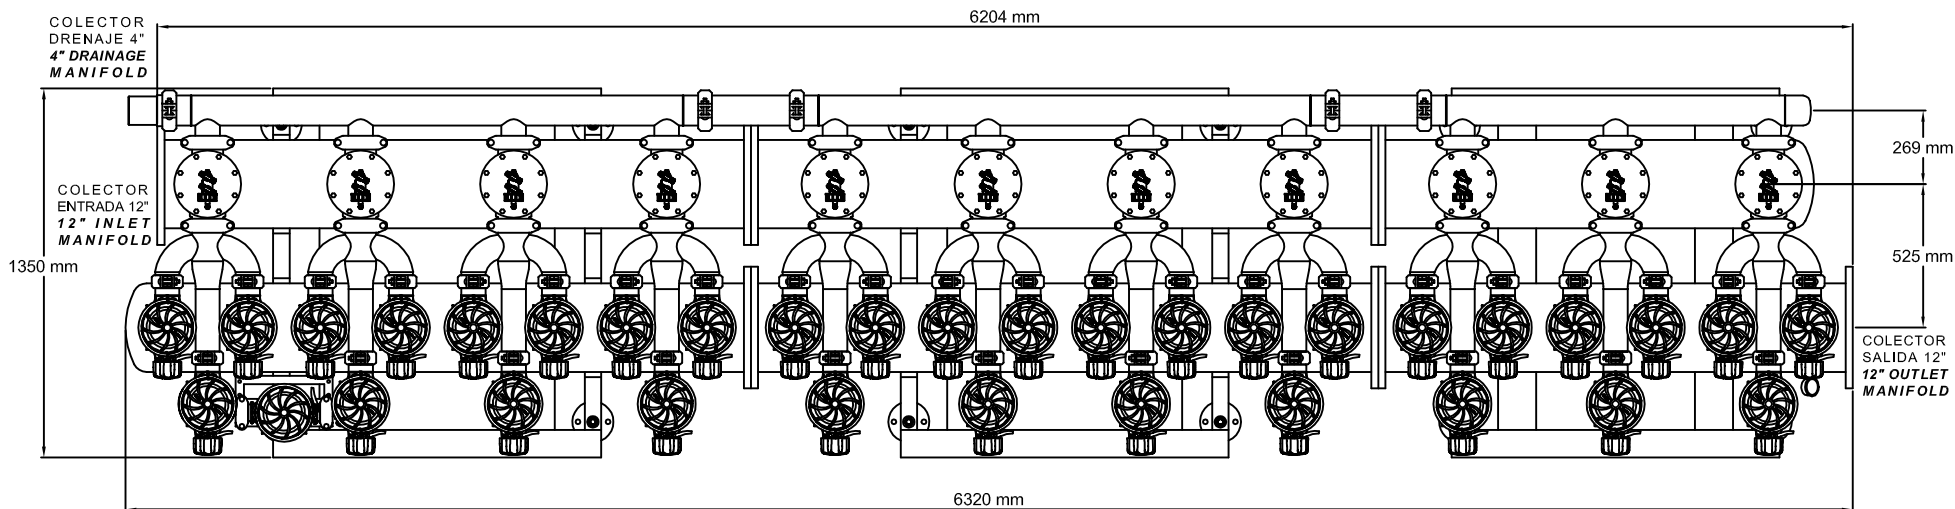 COLECTOR
DRENAJE 4"
4" DRAINAGE
MANIFOLD
6204 mm
269 mm
COLECTOR
ENTRADA 12"
12" INLET
MANIFOLD
1350 mm
525 mm
COLECTOR
SALIDA 12"
12" OUTLET
MANIFOLD
6320 mm